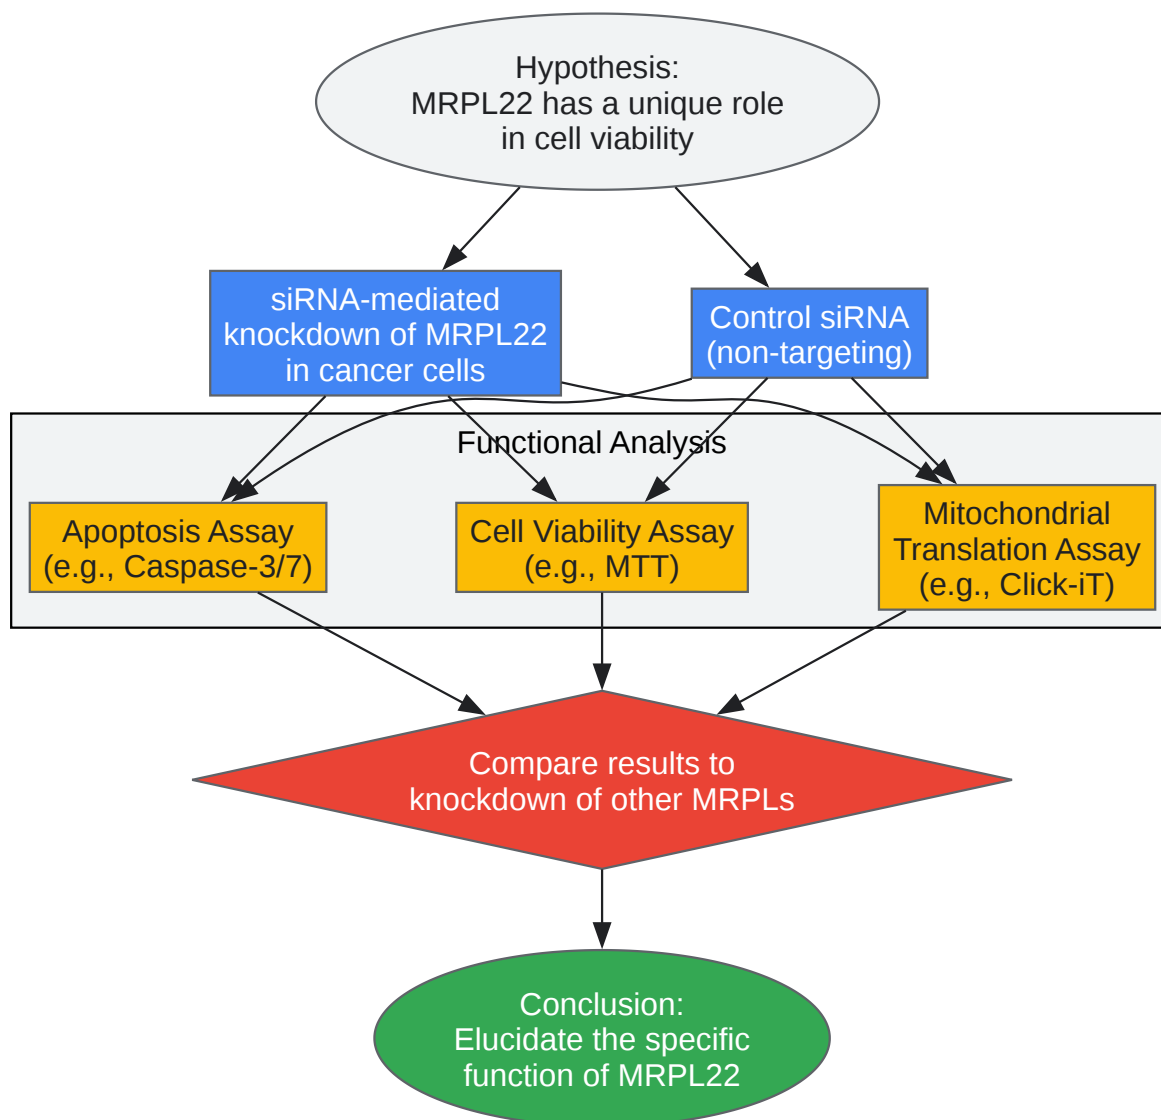 Hypothesis:
MRPL22 has a unique role
in cell viability
siRNA-mediated
knockdown of MRPL22
in cancer cells
Control siRNA
(non-targeting)
Functional Analysis
Apoptosis Assay
(e.g., Caspase-3/7)
Cell Viability Assay
(e.g., MTT)
Mitochondrial
Translation Assay
(e.g., Click-iT)
Compare results to
knockdown of other MRPLs
Conclusion:
Elucidate the specific
function of MRPL22